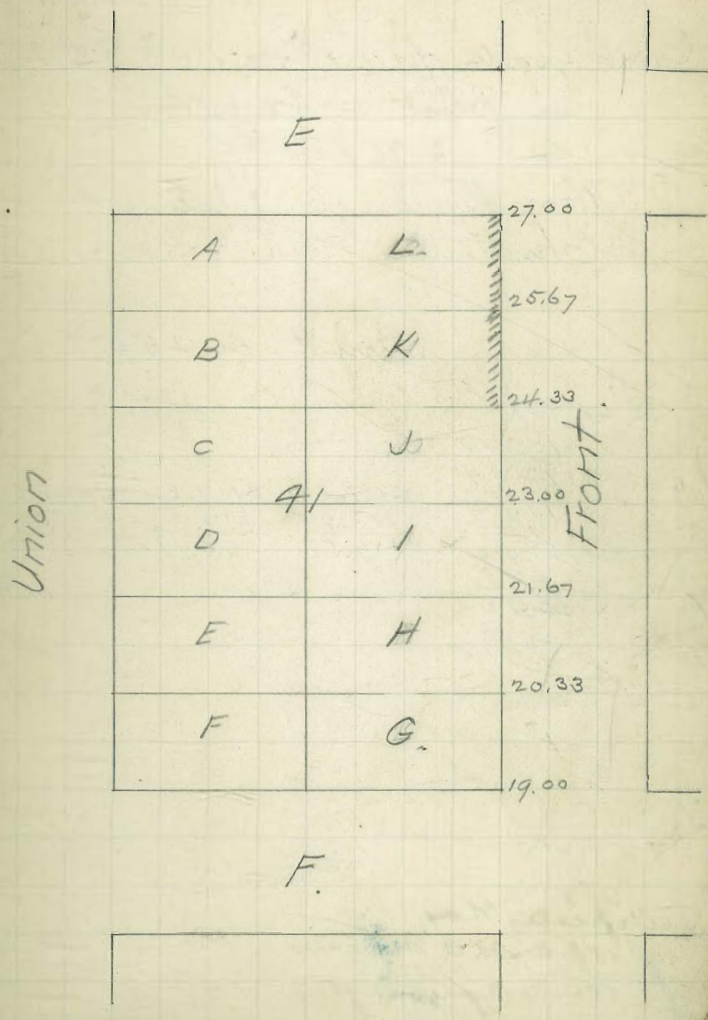 E
27.00
A L.
25.67
B K
24.33
C J
41
23.00
D I
21.67
E H
20.33
F G.
19.00
F.
Union
Front.